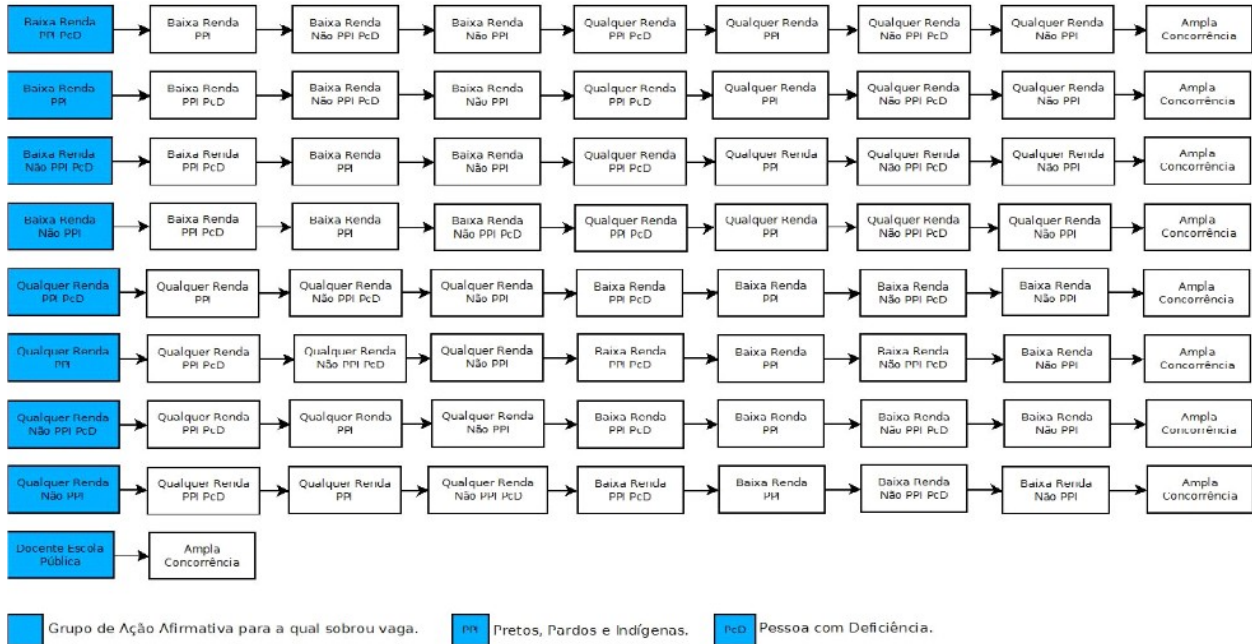 Baixa Renda
PPI PcD
Baixa Renda
PPI
Baixa Renda
Não PPI PcD
Baixa Renda
Não PPI
Qualquer Renda
PPI PcD
Qualquer Renda
PPI
Qualquer Renda
Não PPI PcD
Qualquer Renda
Não PPI
Ampla
Concorrência
Baixa Renda
PPI
Baixa Renda
PPI PcD
Baixa Renda
Não PPI PcD
Baixa Renda
Não PPI
Qualquer Renda
PPI PcD
Qualquer Renda
PPI
Qualquer Renda
Não PPI PcD
Qualquer Renda
Não PPI
Ampla
Concorrência
Baixa Renda
Não PPI PcD
Baixa Renda
PPI PcD
Baixa Renda
PPI
Baixa Renda
Não PPI
Qualquer Renda
PPI PcD
Qualquer Renda
PPI
Qualquer Renda
Não PPI PcD
Qualquer Renda
Não PPI
Ampla
Concorrência
Baixa Renda
Não PPI
Baixa Renda
PPI PcD
Baixa Renda
PPI
Baixa Renda
Não PPI PcD
Qualquer Renda
PPI PcD
Qualquer Renda
PPI
Qualquer Renda
Não PPI PcD
Qualquer Renda
Não PPI
Ampla
Concorrência
Qualquer Renda
PPI PcD
Qualquer Renda
PPI
Qualquer Renda
Não PPI PcD
Qualquer Renda
Não PPI
Baixa Renda
PPI PcD
Baixa Renda
PPI
Baixa Renda
Não PPI PcD
Baixa Renda
Não PPI
Ampla
Concorrência
Qualquer Renda
PPI
Qualquer Renda
PPI PcD
Qualquer Renda
Não PPI PcD
Qualquer Renda
Não PPI
Baixa Renda
PPI PcD
Baixa Renda
PPI
Baixa Renda
Não PPI PcD
Baixa Renda
Não PPI
Ampla
Concorrência
Qualquer Renda
Não PPI PcD
Qualquer Renda
PPI PcD
Qualquer Renda
PPI
Qualquer Renda
Não PPI
Baixa Renda
PPI PcD
Baixa Renda
PPI
Baixa Renda
Não PPI PcD
Baixa Renda
Não PPI
Ampla
Concorrência
Qualquer Renda
Não PPI
Qualquer Renda
PPI PcD
Qualquer Renda
PPI
Qualquer Renda
Não PPI PcD
Baixa Renda
PPI PcD
Baixa Renda
PPI
Baixa Renda
Não PPI PcD
Baixa Renda
Não PPI
Ampla
Concorrência
Docente Escola
Pública
Ampla
Concorrência
Grupo de Ação Afirmativa para a qual sobrou vaga.
PPI Pretos, Pardos e Indígenas.
PcD Pessoa com Deficiência.